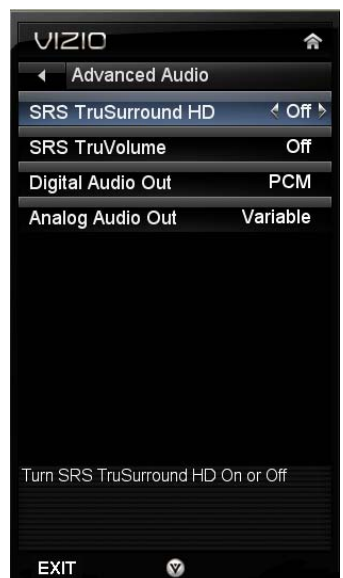 VIZIO
Advanced Audio
SRS TruSurround HD Off
SRS TruVolume Off
Digital Audio Out PCM
Analog Audio Out Variable
Turn SRS TruSurround HD On or Off
EXIT V